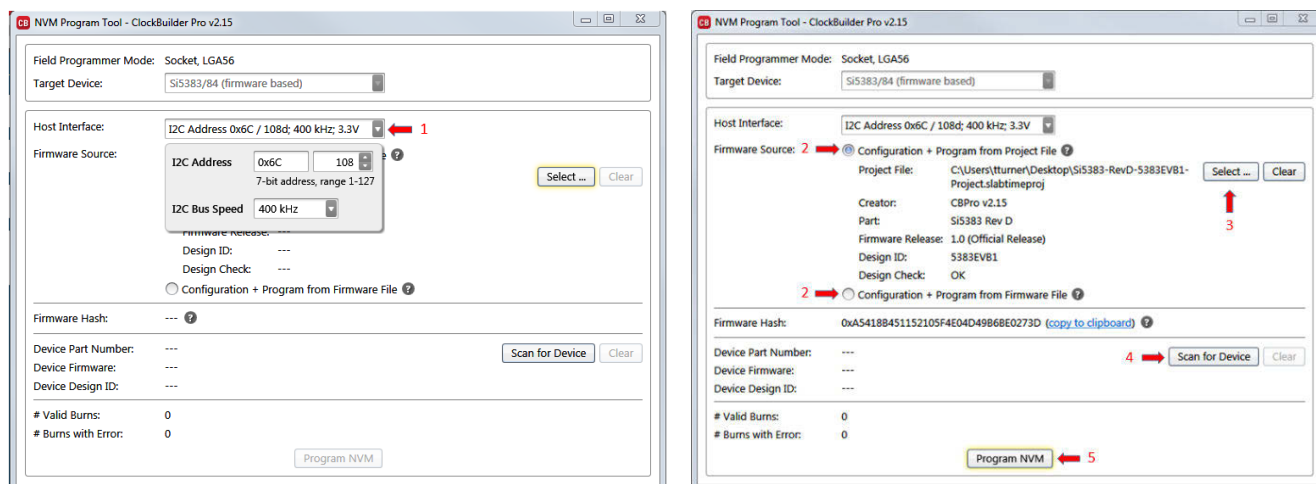 CB NVM Program Tool - ClockBuilder Pro v2.15
Field Programmer Mode: Socket, LGA56
Target Device: Si5383/84 (firmware based)
Host Interface: I2C Address 0x6C / 108d; 400 kHz; 3.3V 1
Firmware Source: ?
I2C Address 0x6C 108
7-bit address, range 1-127
I2C Bus Speed 400 kHz
Select ... Clear
Firmware Release: ---
Design ID: ---
Design Check: ---
Configuration + Program from Firmware File ?
Firmware Hash: --- ?
Device Part Number: --- Scan for Device Clear
Device Firmware: ---
Device Design ID: ---
# Valid Burns: 0
# Burns with Error: 0
Program NVM
CB NVM Program Tool - ClockBuilder Pro v2.15
Field Programmer Mode: Socket, LGA56
Target Device: Si5383/84 (firmware based)
Host Interface: I2C Address 0x6C / 108d; 400 kHz; 3.3V
Firmware Source: 2 Configuration + Program from Project File ?
Project File: C:\Users\tturner\Desktop\Si5383-RevD-5383EVB1- Select ... Clear
Project.slabtimeproj
3
Creator: CBPro v2.15
Part: Si5383 Rev D
Firmware Release: 1.0 (Official Release)
Design ID: 5383EVB1
Design Check: OK
2 Configuration + Program from Firmware File ?
Firmware Hash: 0xA5418B451152105F4E04D49B6BE0273D (copy to clipboard) ?
Device Part Number: --- 4 Scan for Device Clear
Device Firmware: ---
Device Design ID: ---
# Valid Burns: 0
# Burns with Error: 0
Program NVM 5